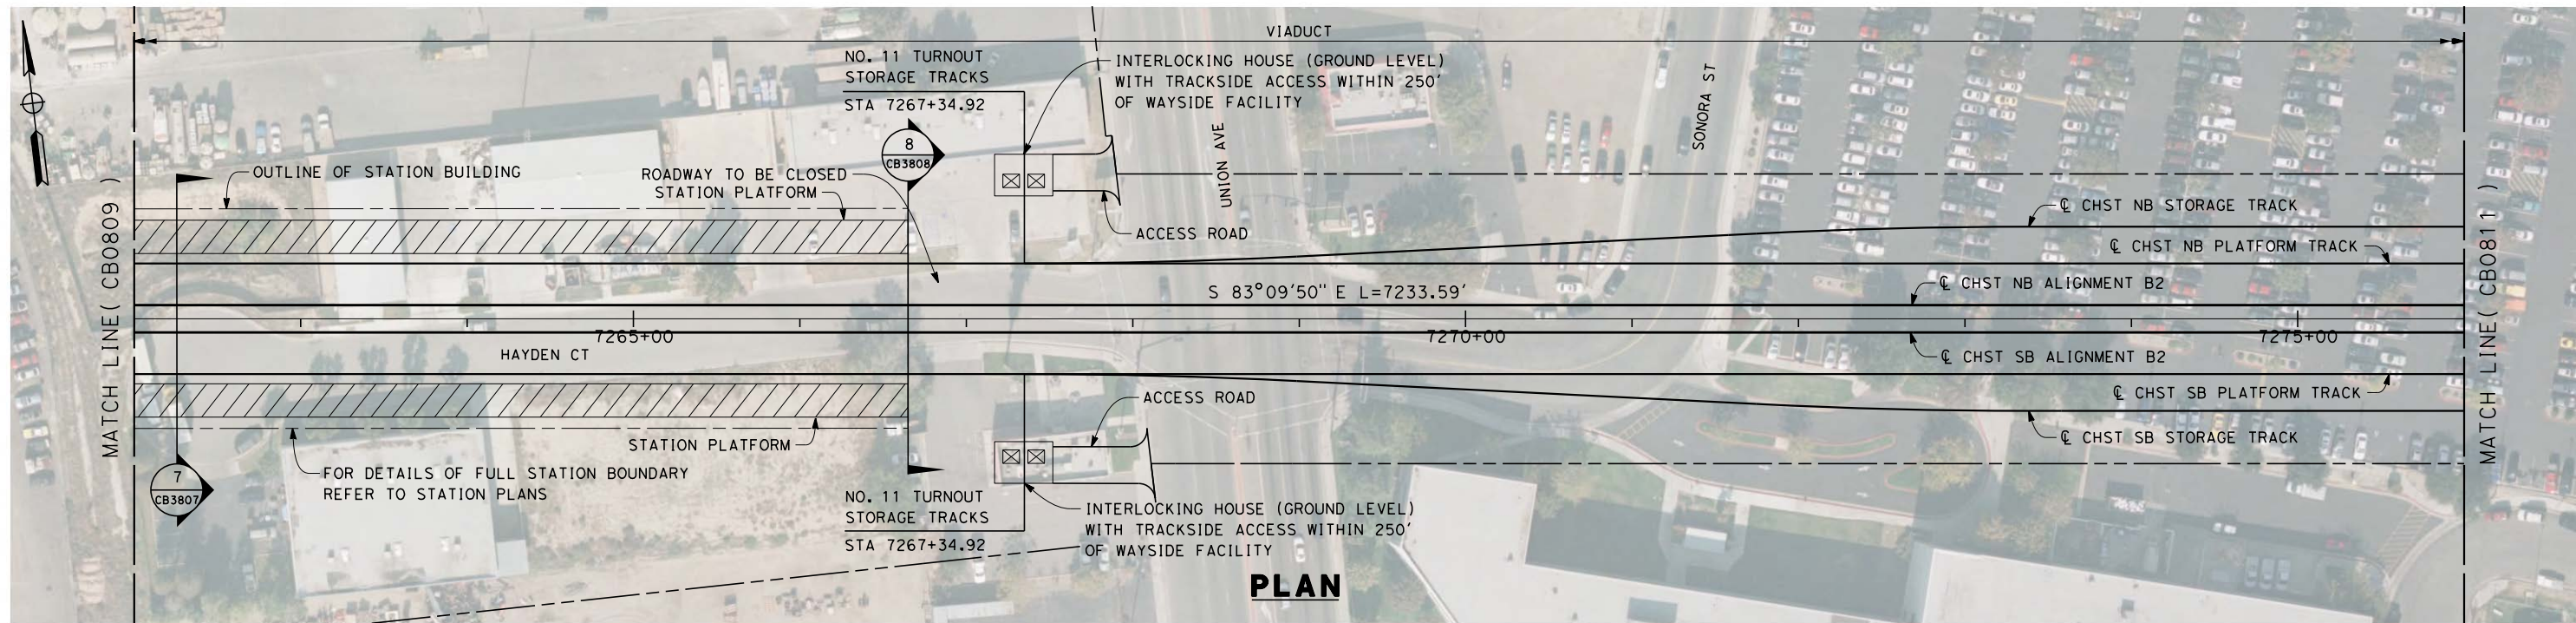 VIADUCT
NO. 11 TURNOUT
STORAGE TRACKS
STA 7267+34.92
INTERLOCKING HOUSE (GROUND LEVEL)
WITH TRACKSIDE ACCESS WITHIN 250'
OF WAYSIDE FACILITY
SONORA ST
UNION AVE
8
CB3808
OUTLINE OF STATION BUILDING
ROADWAY TO BE CLOSED
STATION PLATFORM
ACCESS ROAD
MATCH LINE( CB0809 )
MATCH LINE( CB0811 )
℄ CHST NB STORAGE TRACK
℄ CHST NB PLATFORM TRACK
℄ CHST NB ALIGNMENT B2
S 83°09'50" E L=7233.59'
7265+00
7270+00
7275+00
HAYDEN CT
℄ CHST SB ALIGNMENT B2
℄ CHST SB PLATFORM TRACK
℄ CHST SB STORAGE TRACK
ACCESS ROAD
STATION PLATFORM
FOR DETAILS OF FULL STATION BOUNDARY
REFER TO STATION PLANS
7
CB3807
NO. 11 TURNOUT
STORAGE TRACKS
STA 7267+34.92
INTERLOCKING HOUSE (GROUND LEVEL)
WITH TRACKSIDE ACCESS WITHIN 250'
OF WAYSIDE FACILITY
PLAN